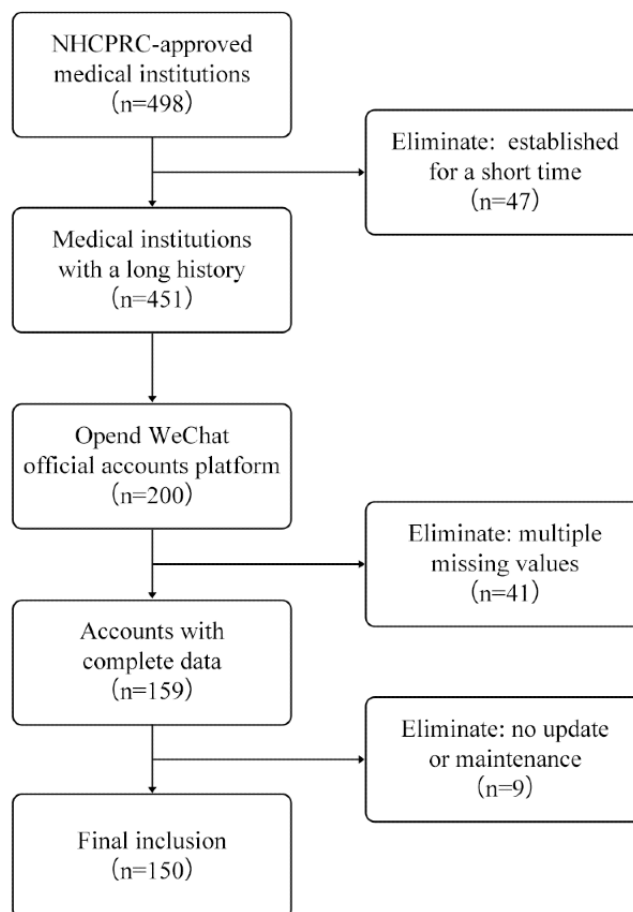 NHCPRC-approved
medical institutions
（n=498）
Eliminate:  established
for a short time
（n=47）
Medical institutions
with a long history
（n=451）
Opend WeChat
official accounts platform
（n=200）
Eliminate: multiple
missing values
（n=41）
Accounts with
complete data
（n=159）
Eliminate: no update
or maintenance
（n=9）
Final inclusion
（n=150）